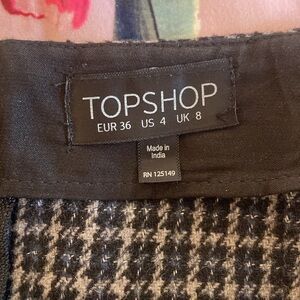 TOPSHOP
EUR 36 US 4 UK 8
Made in
India
RN 125149